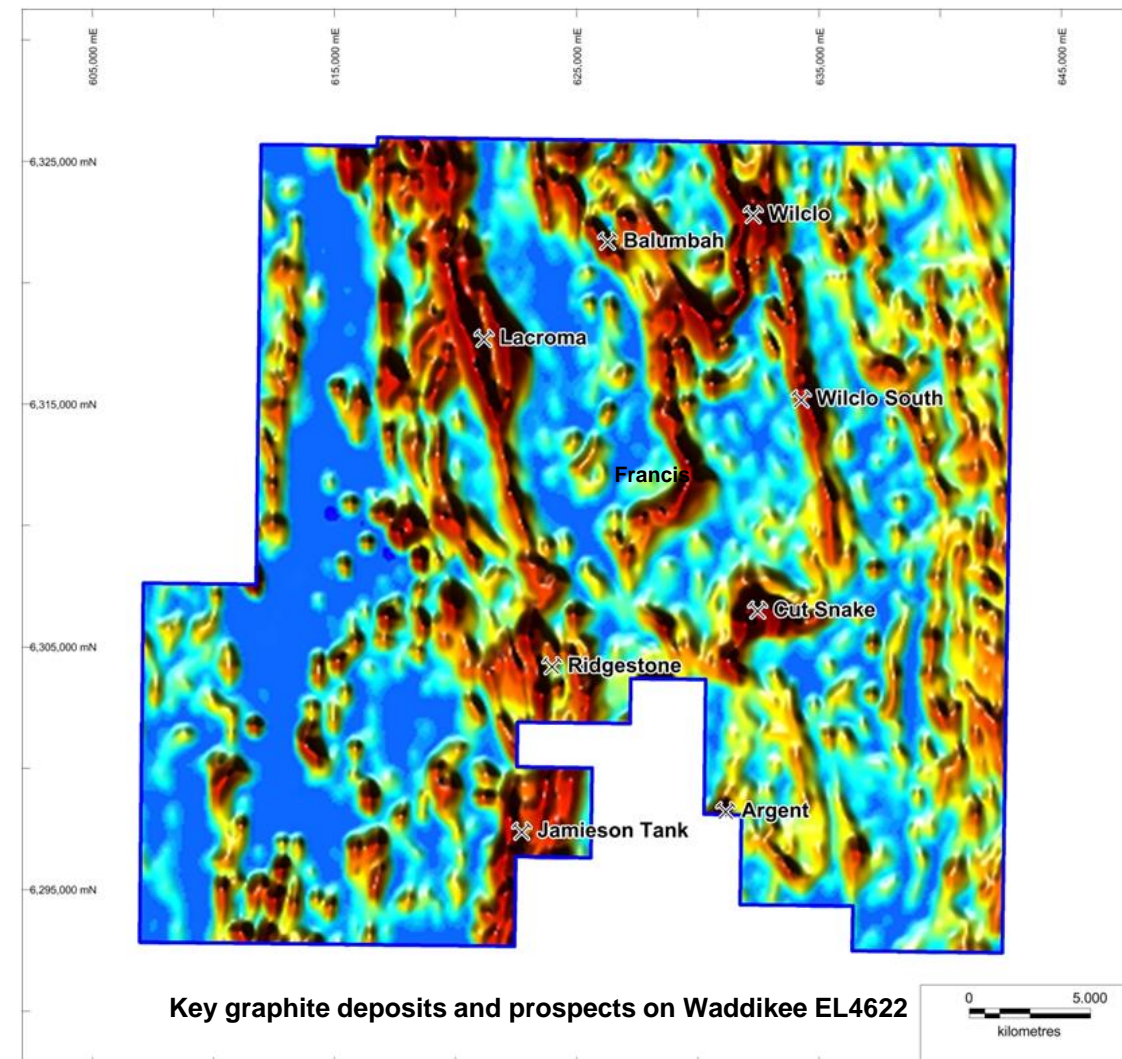 605,000 mE
615,000 mE
625,000 mE
635,000 mE
645,000 mE
6,325,000 mN
Wilclo
Balumbah
Lacroma
6,315,000 mN
Wilclo South
Francis
Cut Snake
6,305,000 mN
Ridgestone
Argent
Jamieson Tank
6,295,000 mN
Key graphite deposits and prospects on Waddikee EL4622
0 5.000
kilometres